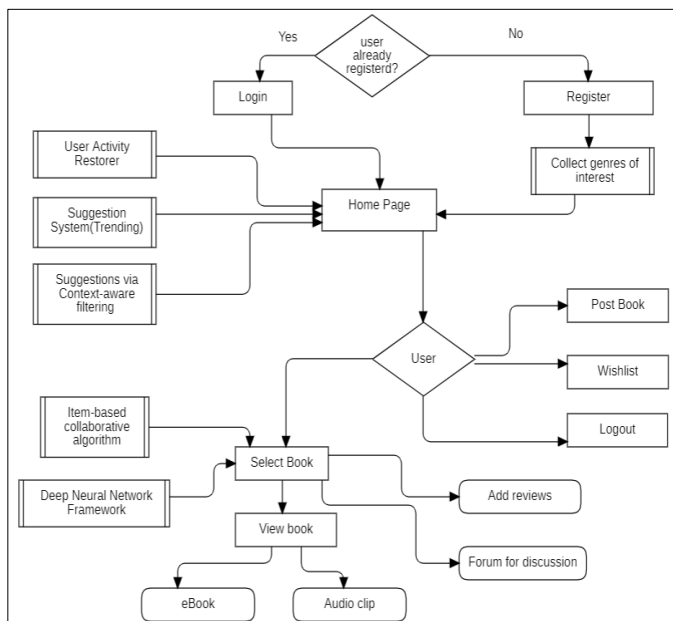 Yes
user
already
registerd?
No
Login
Register
User Activity
Restorer
Collect genres of
interest
Home Page
Suggestion
System(Trending)
Suggestions via
Context-aware
filtering
Post Book
User
Wishlist
Item-based
collaborative
algorithm
Logout
Select Book
Deep Neural Network
Framework
Add reviews
View book
Forum for discussion
eBook
Audio clip